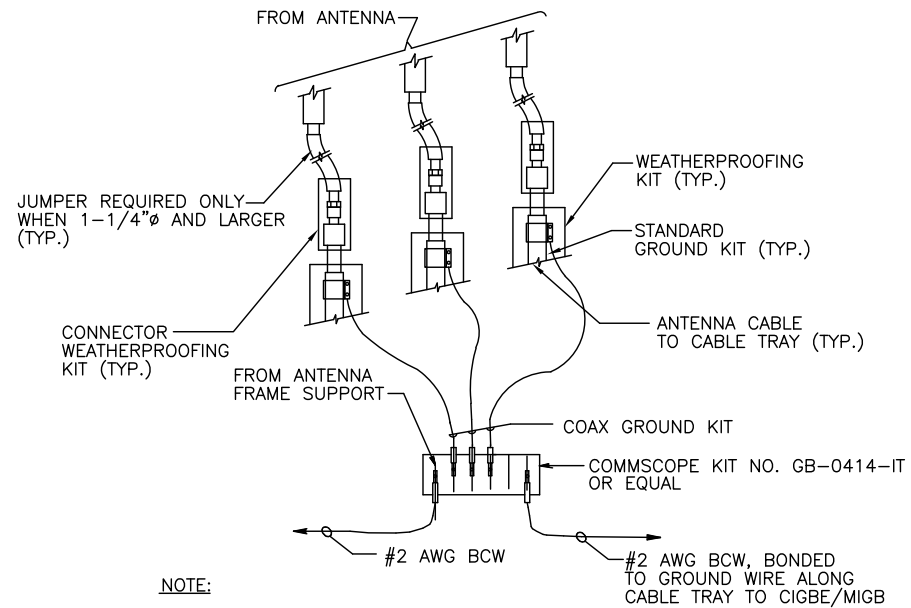 FROM ANTENNA
JUMPER REQUIRED ONLY
WHEN 1-1/4"ø AND LARGER
(TYP.)
WEATHERPROOFING
KIT (TYP.)
STANDARD
GROUND KIT (TYP.)
CONNECTOR
WEATHERPROOFING
KIT (TYP.)
ANTENNA CABLE
TO CABLE TRAY (TYP.)
FROM ANTENNA
FRAME SUPPORT
COAX GROUND KIT
COMMSCOPE KIT NO. GB-0414-IT
OR EQUAL
#2 AWG BCW
#2 AWG BCW, BONDED
TO GROUND WIRE ALONG
CABLE TRAY TO CIGBE/MIGB
NOTE: